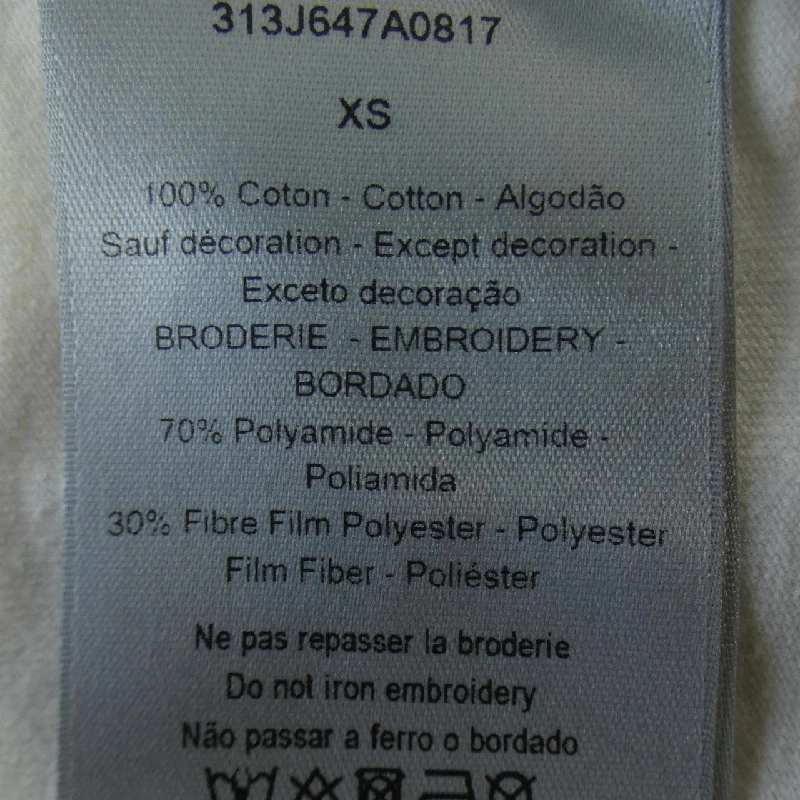 313J647A0817
XS
100% Coton - Cotton - Algodão
Sauf décoration - Except decoration -
Exceto decoração
BRODERIE - EMBROIDERY -
BORDADO
70% Polyamide - Polyamide -
Poliamida
30% Fibre Film Polyester - Polyester
Film Fiber - Poliéster
Ne pas repasser la broderie
Do not iron embroidery
Não passar a ferro o bordado